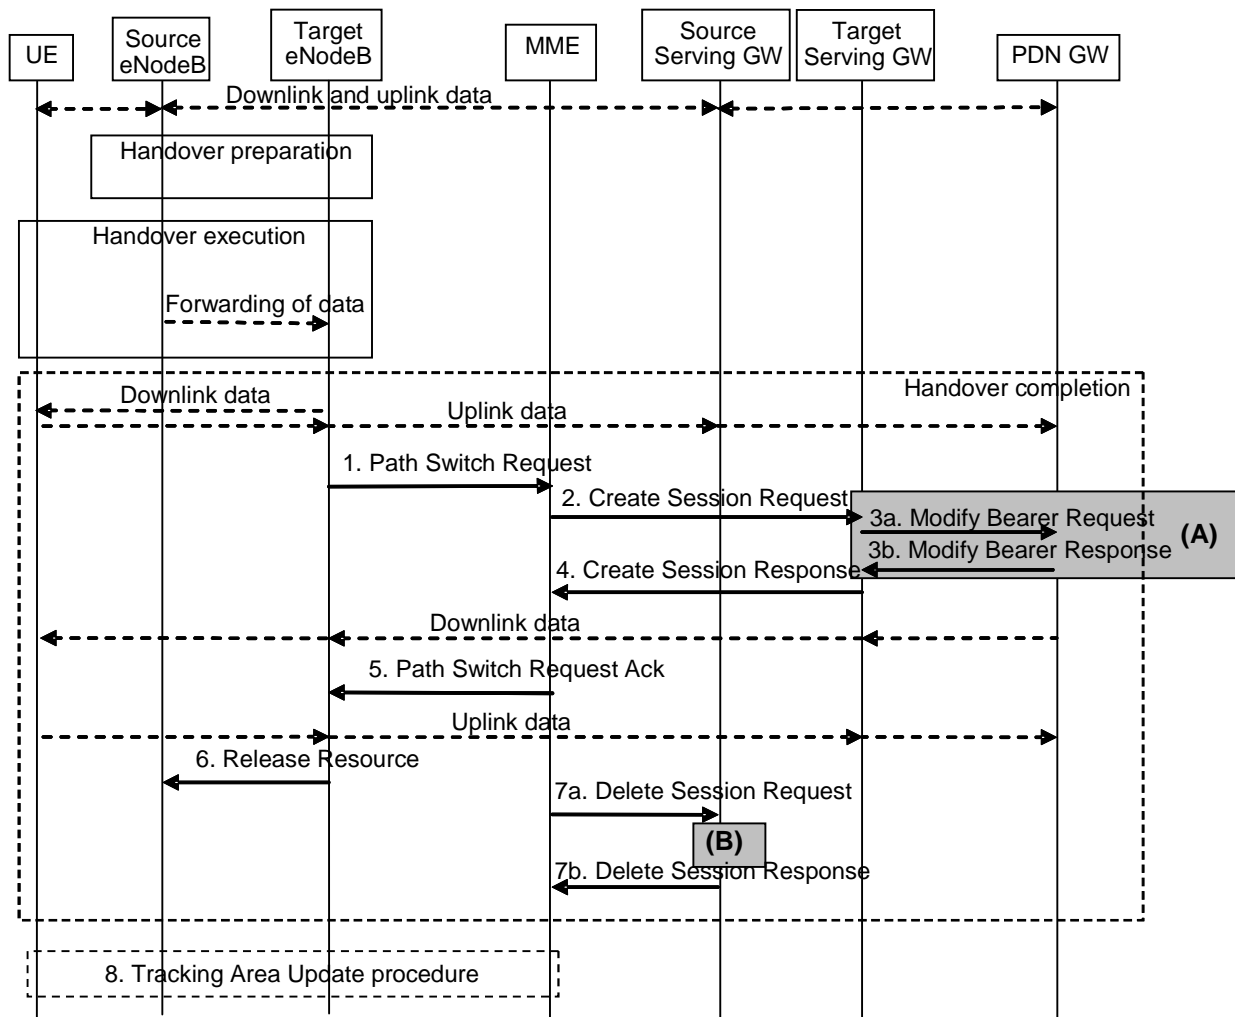 UE
Source
eNodeB
Target
eNodeB
MME
Source
Serving GW
Target
Serving GW
PDN GW
Downlink and uplink data
Handover preparation
Handover execution
Forwarding of data
Handover completion
Downlink data
Uplink data
1. Path Switch Request
2. Create Session Request
3a. Modify Bearer Request
(A)
3b. Modify Bearer Response
4. Create Session Response
Downlink data
5. Path Switch Request Ack
Uplink data
6. Release Resource
7a. Delete Session Request
(B)
7b. Delete Session Response
8. Tracking Area Update procedure